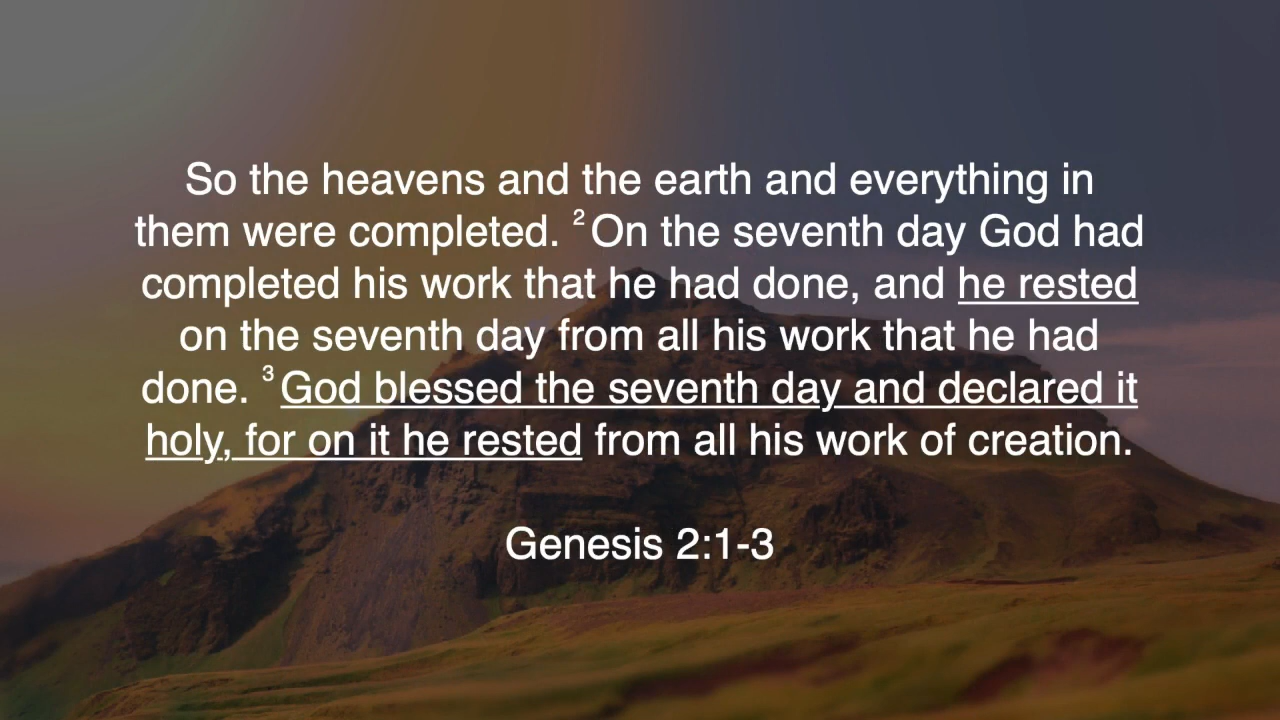 So the heavens and the earth and everything in
them were completed. ² On the seventh day God had
completed his work that he had done, and he rested
on the seventh day from all his work that he had
done. ³ God blessed the seventh day and declared it
holy, for on it he rested from all his work of creation.
Genesis 2:1-3